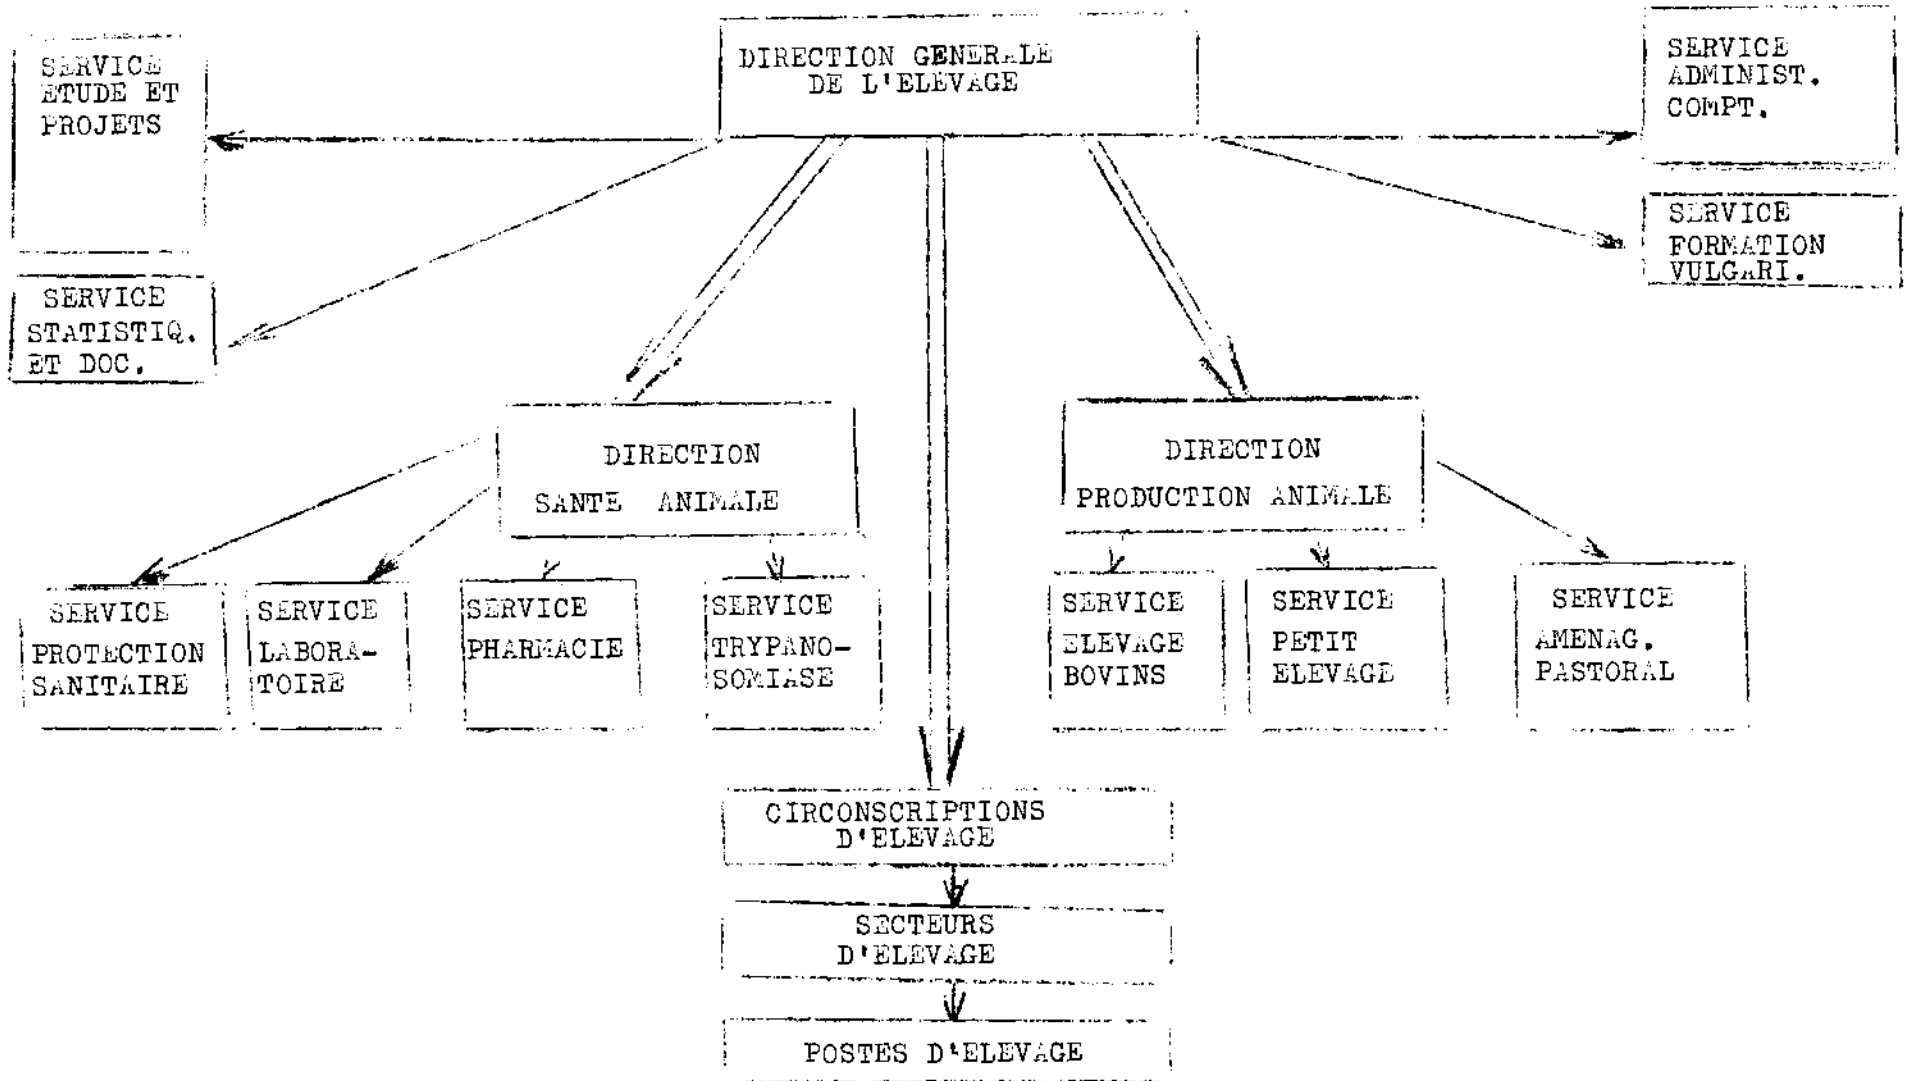 SERVICE
ETUDE ET
PROJETS
DIRECTION GENERALE
DE L'ELEVAGE
SERVICE
ADMINIST.
COMPT.
SERVICE
FORMATION
VULGARI.
SERVICE
STATISTIQ.
ET DOC.
DIRECTION
SANTE ANIMALE
DIRECTION
PRODUCTION ANIMALE
SERVICE
PROTECTION
SANITAIRE
SERVICE
LABORA-
TOIRE
SERVICE
PHARMACIE
SERVICE
TRYPANO-
SOMIASE
SERVICE
ELEVAGE
BOVINS
SERVICE
PETIT
ELEVAGE
SERVICE
AMENAG.
PASTORAL
CIRCONSCRIPTIONS
D'ELEVAGE
SECTEURS
D'ELEVAGE
POSTES D'ELEVAGE